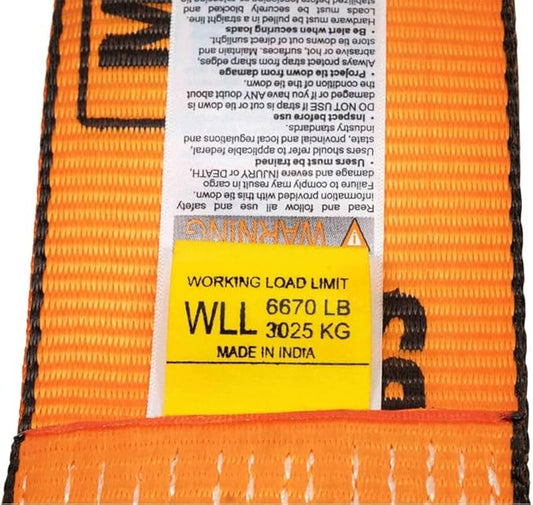 WORKING LOAD LIMIT
WLL 6670 LB
3025 KG
MADE IN INDIA
WARNING
Read and follow all use and safety
information provided with this tie down.
Failure to comply may result in cargo
damage and severe INJURY or DEATH.
• Users must be trained
Users should refer to applicable federal,
state, provincial and local regulations and
industry standards.
• Inspect before use
DO NOT USE if strap is cut or tie down is
damaged or if you have ANY doubt about
the condition of the tie down.
• Project tie down from damage
Always protect strap from sharp edges,
abrasive or hot, surfaces. Maintain and
store tie downs out of direct sunlight.
• Be alert when securing/using
loads
Hardware must be pulled in a straight line.
Loads must be securely blocked and